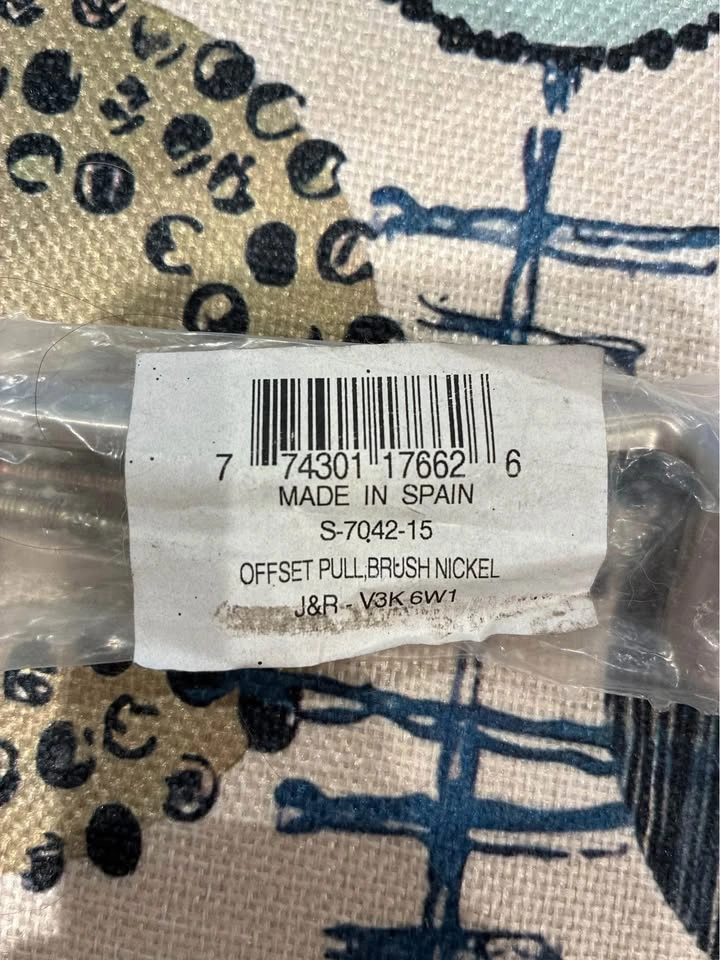 7 74301 17662 6
MADE IN SPAIN
S-7042-15
OFFSET PULL,BRUSH NICKEL
J&R - V3K 6W1